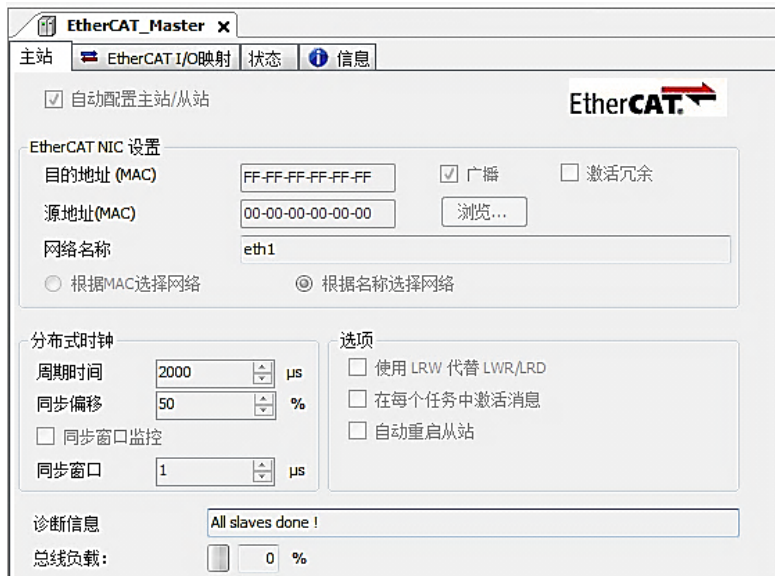 EtherCAT_Master x
主站 EtherCAT I/O映射 状态 信息
自动配置主站/从站
EtherCAT
EtherCAT NIC 设置
目的地址 (MAC) FF-FF-FF-FF-FF-FF 广播 激活冗余
源地址(MAC) 00-00-00-00-00-00 浏览...
网络名称 eth1
根据MAC选择网络 根据名称选择网络
分布式时钟
周期时间 2000 µs
同步偏移 50 %
同步窗口监控
同步窗口 1 µs
选项
使用 LRW 代替 LWR/LRD
在每个任务中激活消息
自动重启从站
诊断信息 All slaves done !
总线负载: 0 %